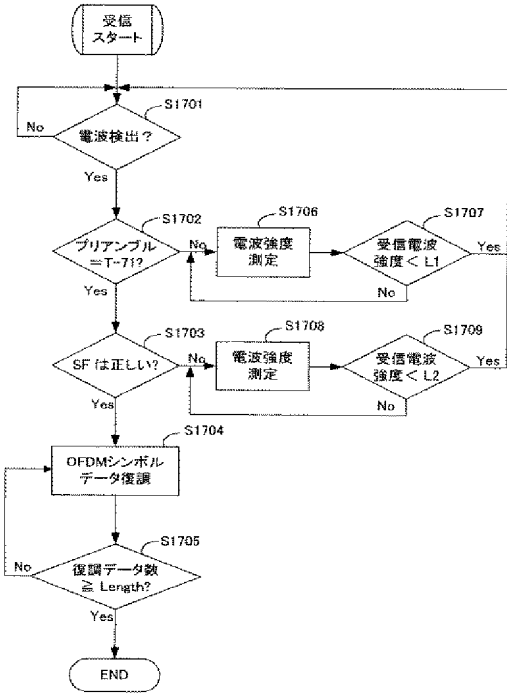 受信
スタート
S1701
電波検出？
No
Yes
S1702
プリアンブル
＝T-71?
No
Yes
S1706
電波強度
測定
S1707
受信電波
強度＜L1
Yes
No
S1703
SFは正しい?
No
Yes
S1708
電波強度
測定
S1709
受信電波
強度＜L2
Yes
No
S1704
OFDMシンボル
データ復調
S1705
復調データ数
≧ Length?
No
Yes
END